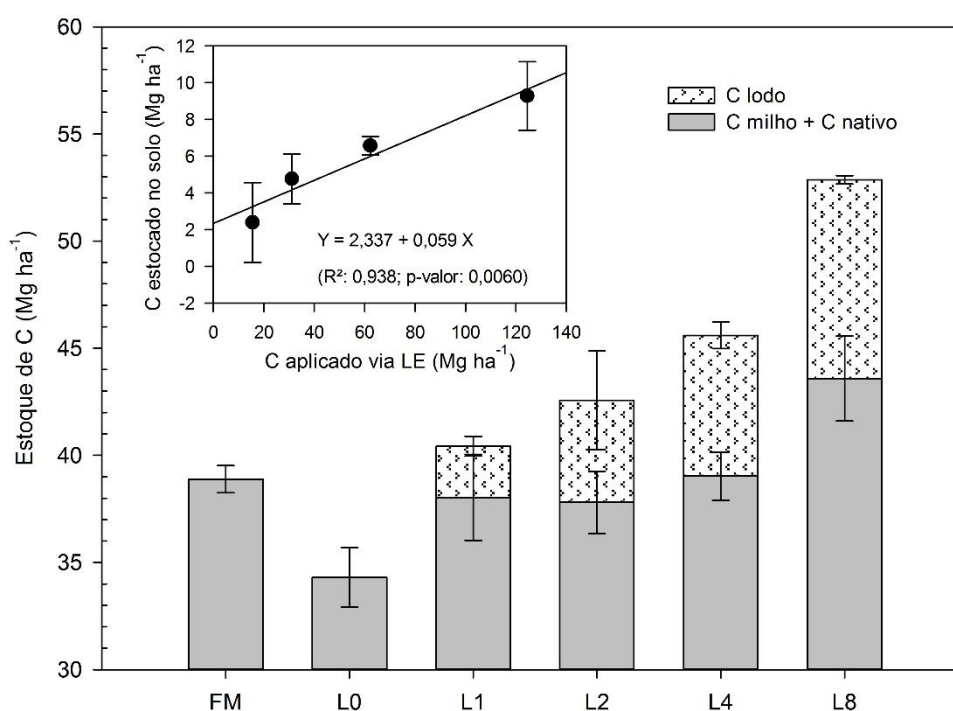 Estoque de C (Mg ha⁻¹)
60
55
50
45
40
35
30
C estocado no solo (Mg ha⁻¹)
12
10
8
6
4
2
0
-2
Y = 2,337 + 0,059 X
(R²: 0,938; p-valor: 0,0060)
0 20 40 60 80 100 120 140
C aplicado via LE (Mg ha⁻¹)
C lodo
C milho + C nativo
FM L0 L1 L2 L4 L8